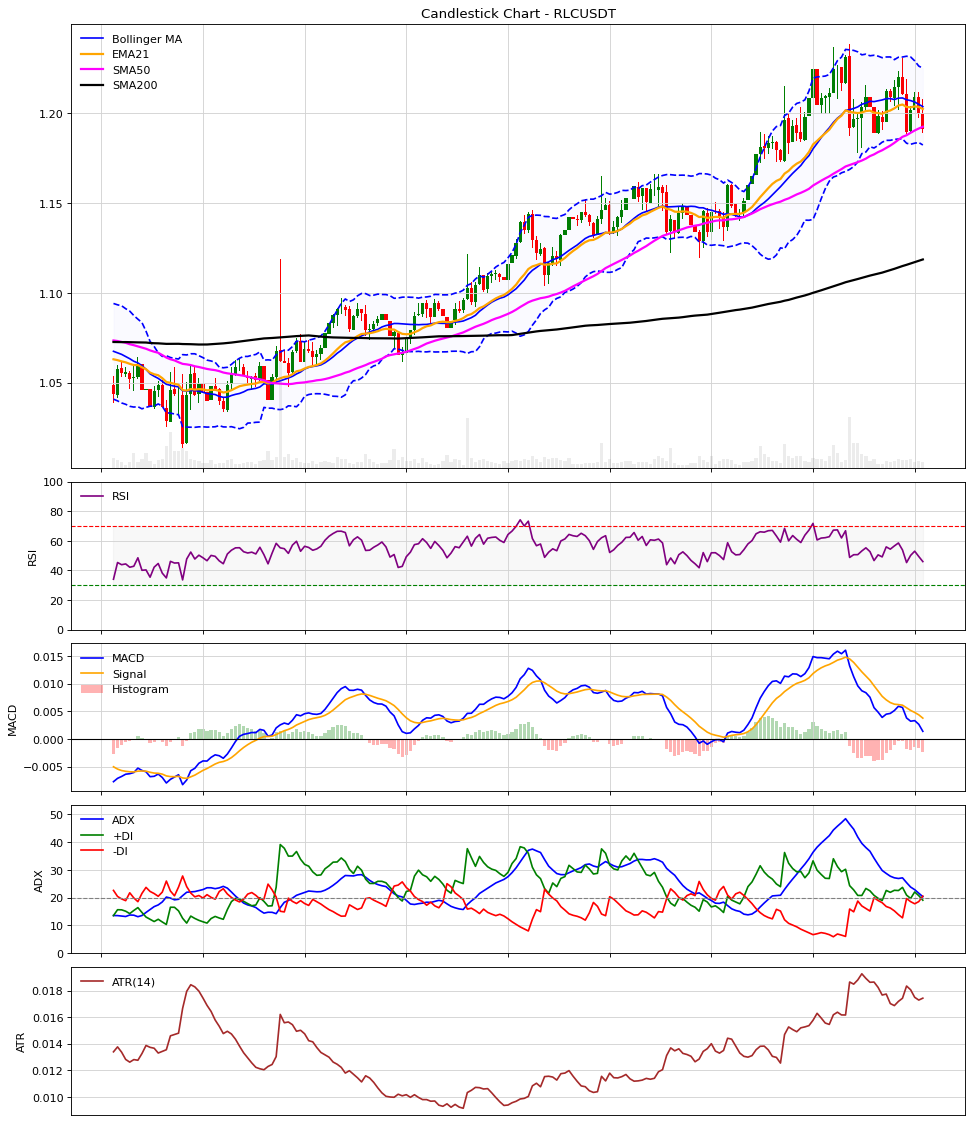 Candlestick Chart - RLCUSDT
Bollinger MA
EMA21
SMA50
SMA200
1.20
1.15
1.10
1.05
RSI
RSI
100
80
60
40
20
0
MACD
Signal
Histogram
MACD
0.015
0.010
0.005
0.000
−0.005
ADX
+DI
-DI
ADX
50
40
30
20
10
0
ATR(14)
ATR
0.018
0.016
0.014
0.012
0.010